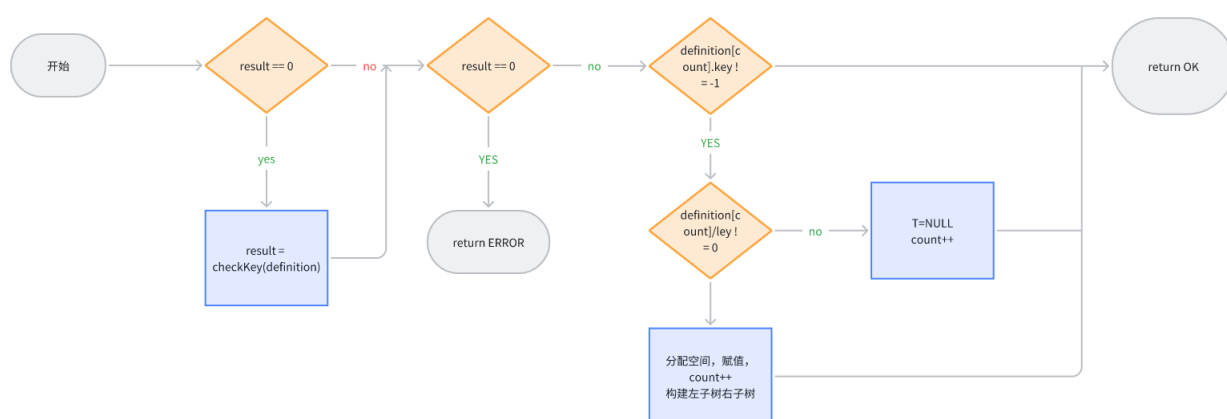 开始
result == 0
no
result == 0
no
definition[c
ount].key !
= -1
return OK
yes
YES
YES
result =
checkKey(definition)
return ERROR
definition[c
ount]/ley !
= 0
no
T=NULL
count++
分配空间，赋值，
count++
构建左子树右子树